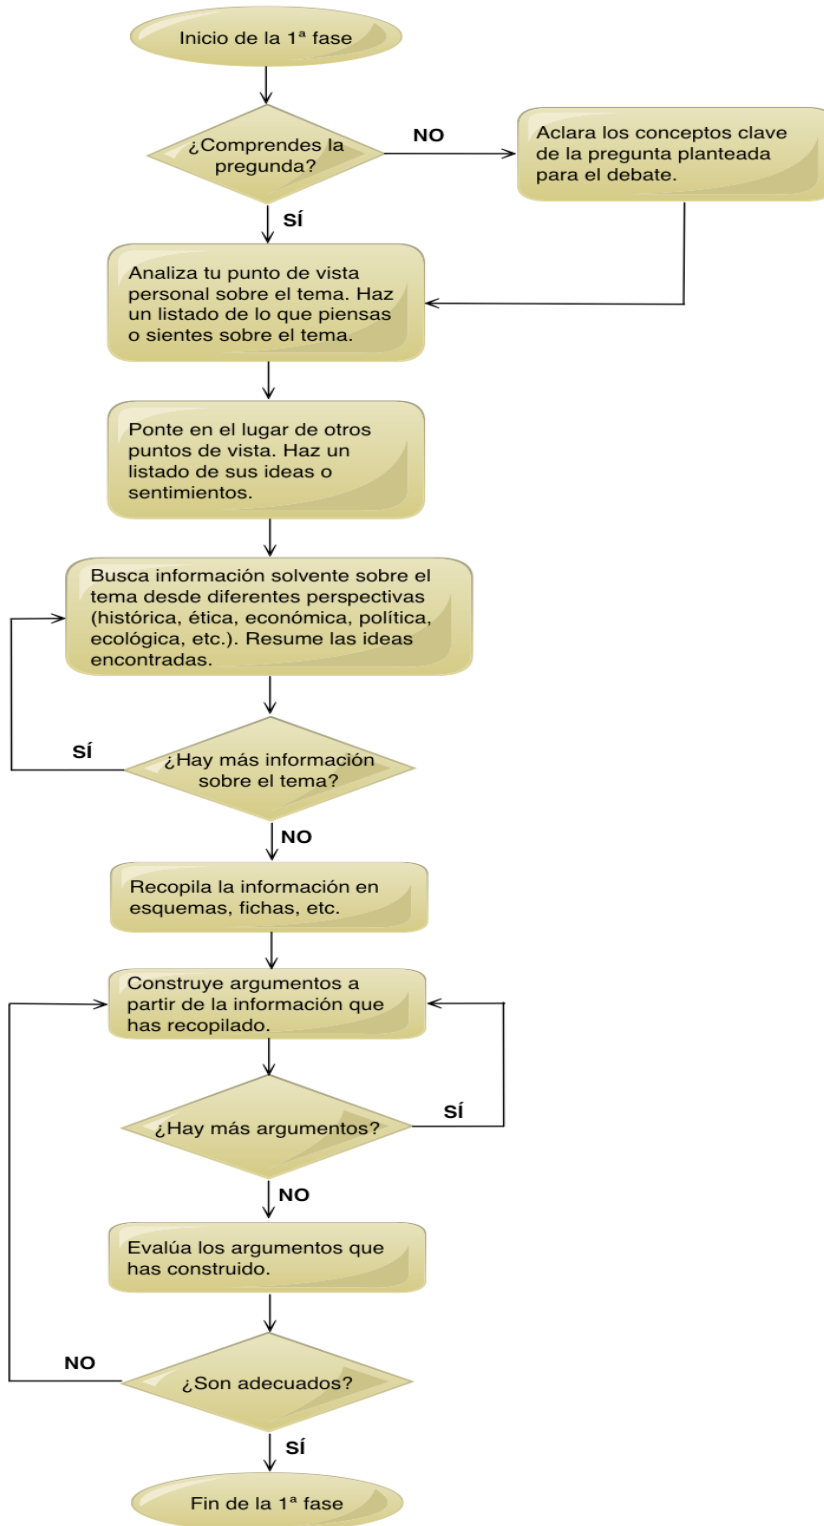 Inicio de la 1ª fase
¿Comprendes la
pregunda?
NO
Aclara los conceptos clave
de la pregunta planteada
para el debate.
SÍ
Analiza tu punto de vista
personal sobre el tema. Haz
un listado de lo que piensas
o sientes sobre el tema.
Ponte en el lugar de otros
puntos de vista. Haz un
listado de sus ideas o
sentimientos.
Busca información solvente sobre el
tema desde diferentes perspectivas
(histórica, ética, económica, política,
ecológica, etc.). Resume las ideas
encontradas.
SÍ
¿Hay más información
sobre el tema?
NO
Recopila la información en
esquemas, fichas, etc.
Construye argumentos a
partir de la información que
has recopilado.
¿Hay más argumentos?
SÍ
NO
Evalúa los argumentos que
has construido.
NO
¿Son adecuados?
SÍ
Fin de la 1ª fase